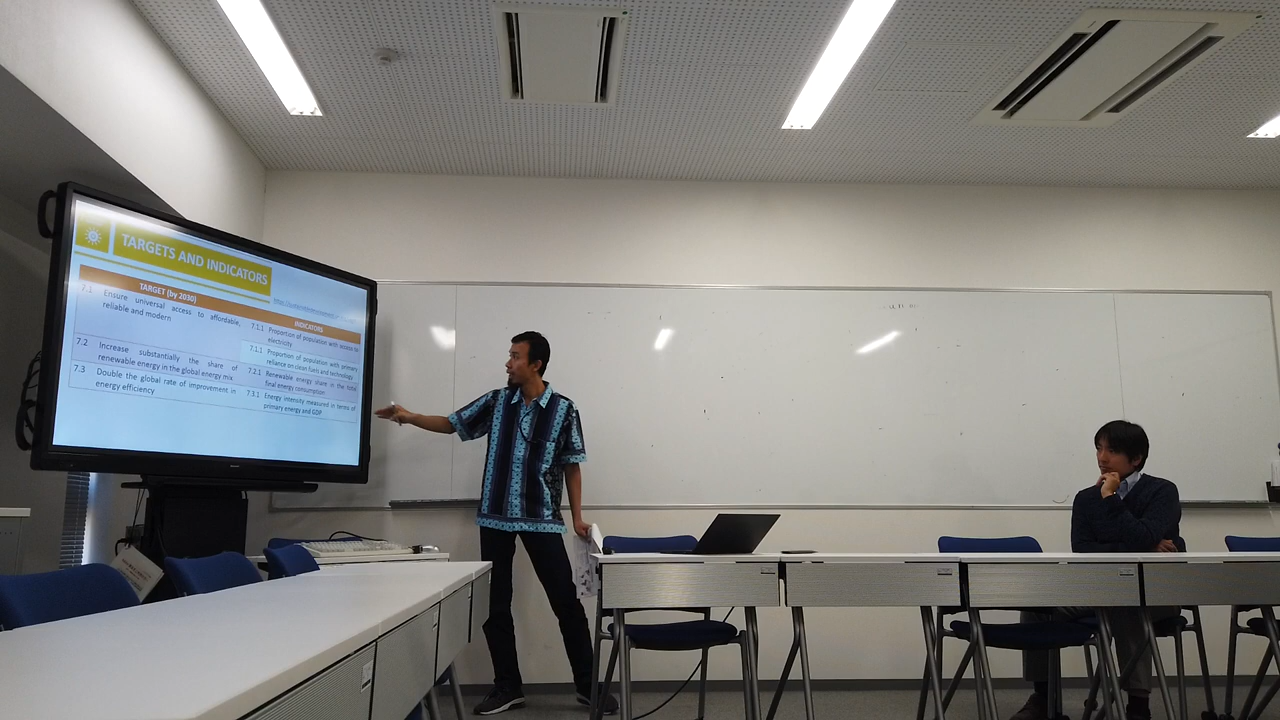 TARGETS AND INDICATORS
TARGET (by 2030)
INDICATORS
7.1 Ensure universal access to affordable,
reliable and modern
7.1.1 Proportion of population with access to
electricity
7.1.1 Proportion of population with primary
reliance on clean fuels and technology
7.2 Increase substantially the share of
renewable energy in the global energy mix
7.2.1 Renewable energy share in the total
final energy consumption
7.3 Double the global rate of improvement in
energy efficiency
7.3.1 Energy intensity measured in terms of
primary energy and GDP